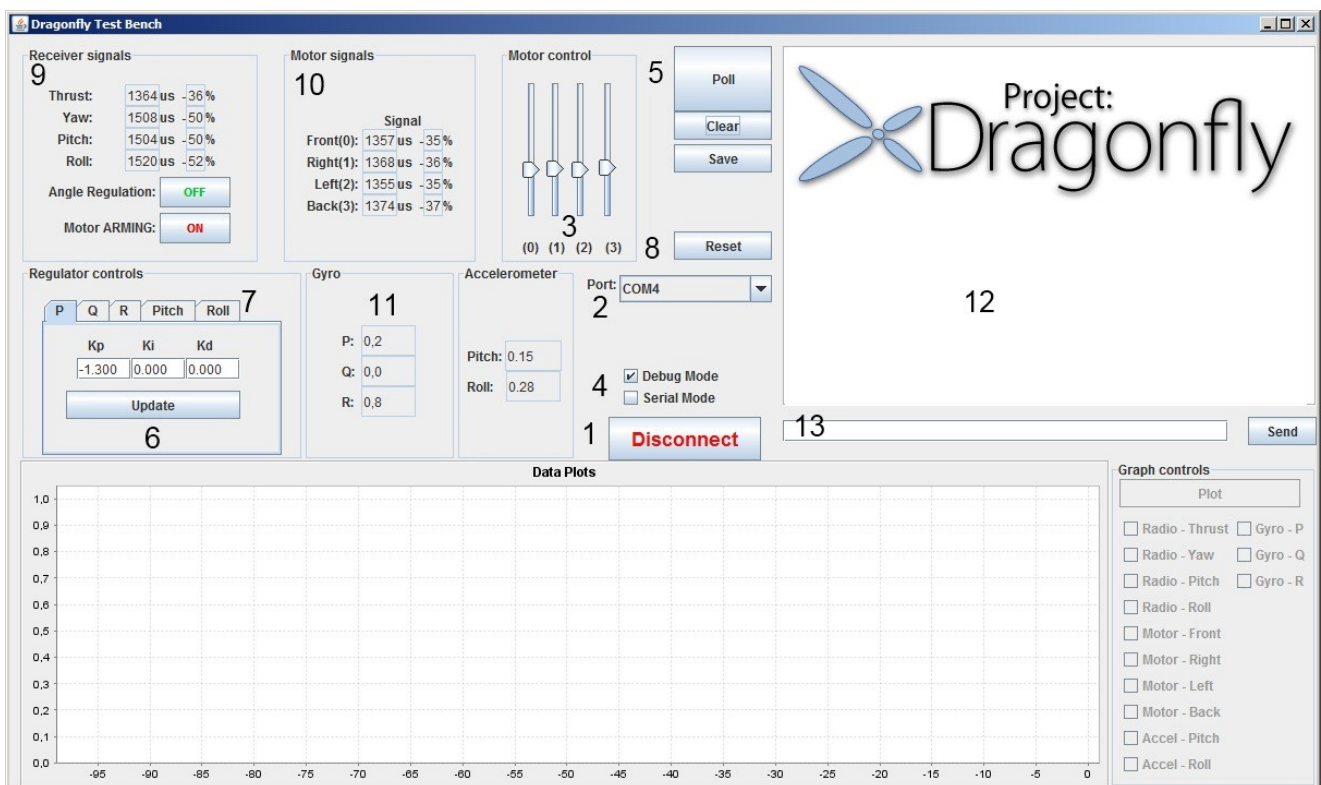 Dragonfly Test Bench
Receiver signals
9
Thrust: 1364 us - 36 %
Yaw: 1508 us - 50 %
Pitch: 1504 us - 50 %
Roll: 1520 us - 52 %
Angle Regulation: OFF
Motor ARMING: ON
Motor signals
10
Signal
Front(0): 1357 us - 35 %
Right(1): 1368 us - 36 %
Left(2): 1355 us - 35 %
Back(3): 1374 us - 37 %
Motor control
3
(0) (1) (2) (3)
5
Poll
Clear
Save
8
Reset
Project:
Dragonfly
12
Regulator controls
P Q R Pitch Roll 7
Kp Ki Kd
-1.300 0.000 0.000
Update
6
Gyro
11
P: 0,2
Q: 0,0
R: 0,8
Accelerometer
Pitch: 0.15
Roll: 0.28
Port: COM4
2
4
Debug Mode
Serial Mode
1
Disconnect
13
Send
Data Plots
1,0
0,9
0,8
0,7
0,6
0,5
0,4
0,3
0,2
0,1
0,0
-95 -90 -85 -80 -75 -70 -65 -60 -55 -50 -45 -40 -35 -30 -25 -20 -15 -10 -5 0
Graph controls
Plot
Radio - Thrust Gyro - P
Radio - Yaw Gyro - Q
Radio - Pitch Gyro - R
Radio - Roll
Motor - Front
Motor - Right
Motor - Left
Motor - Back
Accel - Pitch
Accel - Roll